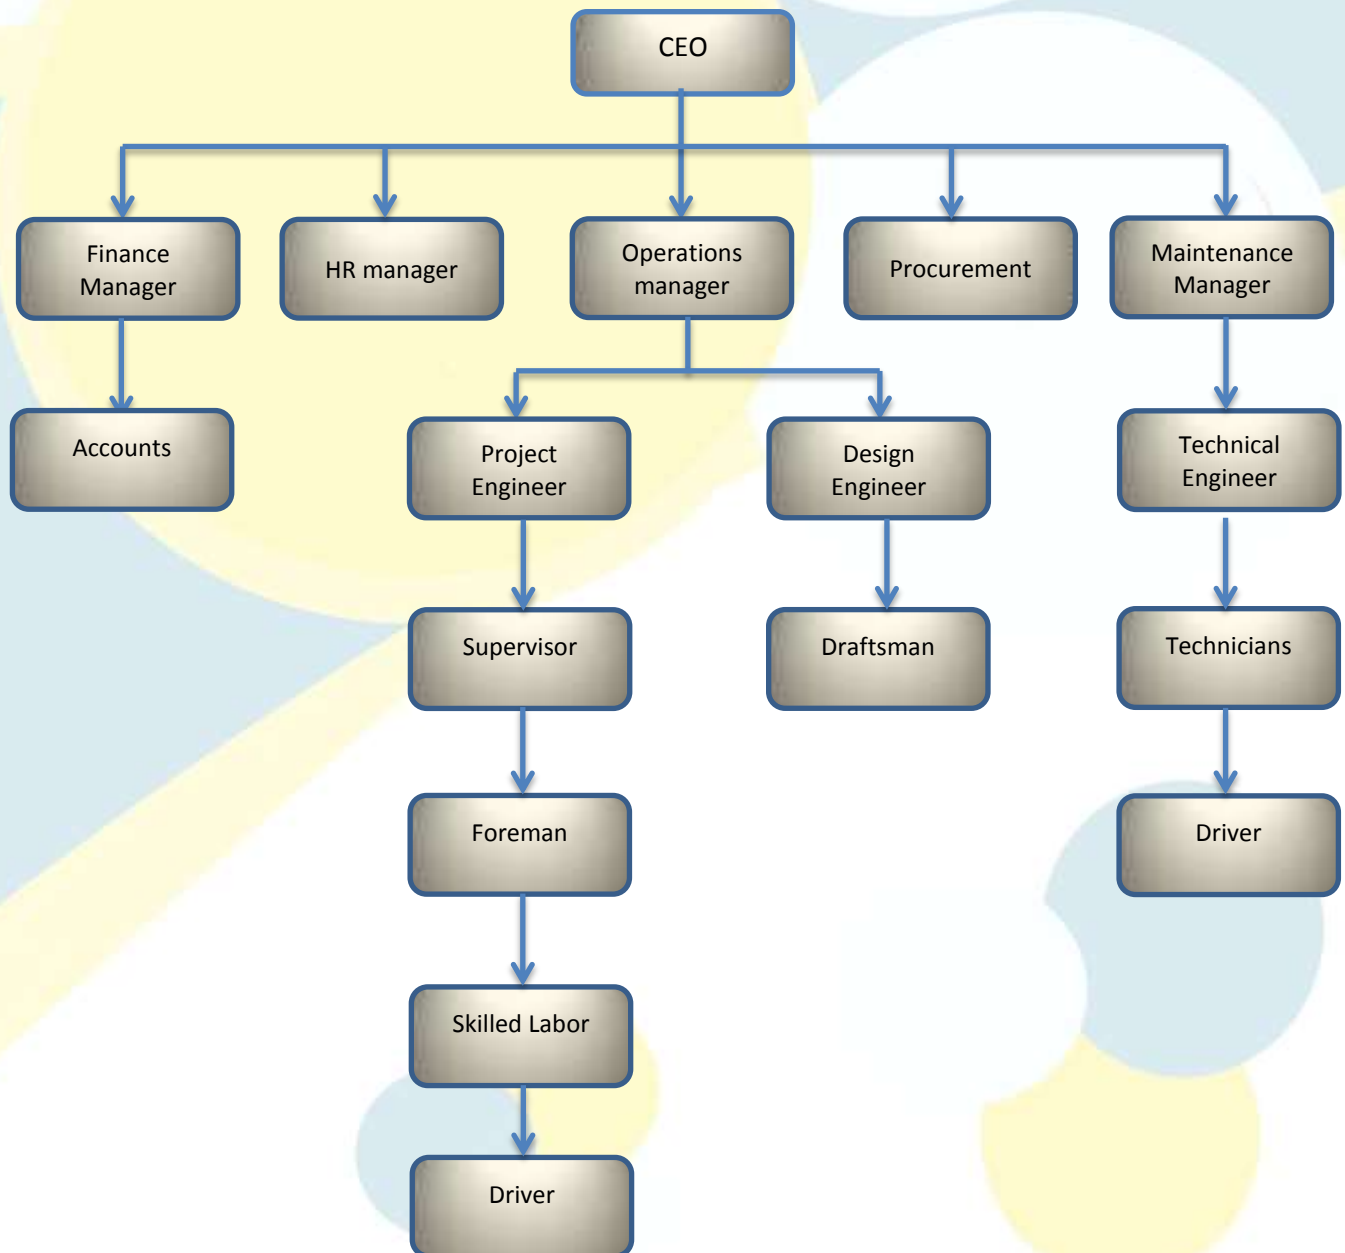 CEO
Finance
Manager
HR manager
Operations
manager
Procurement
Maintenance
Manager
Accounts
Project
Engineer
Design
Engineer
Technical
Engineer
Supervisor
Draftsman
Technicians
Foreman
Driver
Skilled Labor
Driver